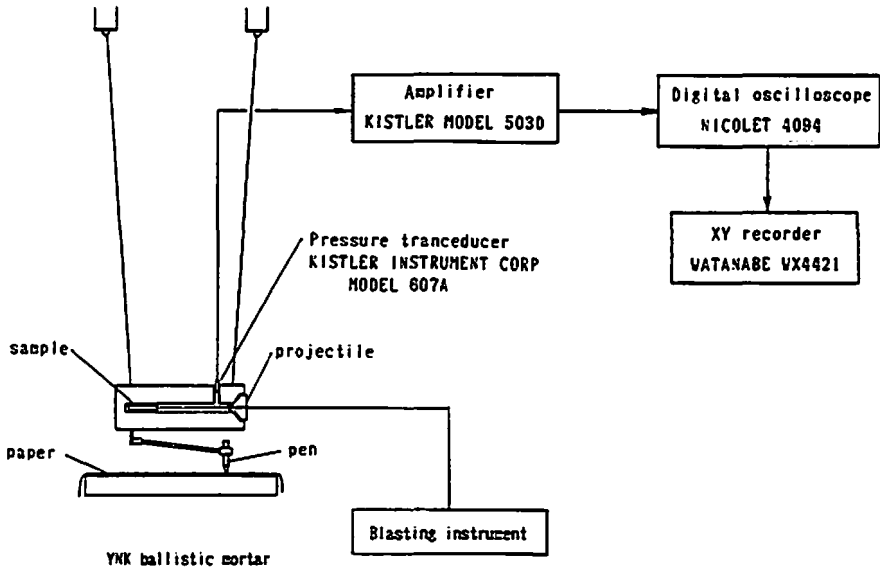 Amplifier
KISTLER MODEL 5030
Digital oscilloscope
NICOLET 4094
XY recorder
WATANABE WX4421
Pressure tranceducer
KISTLER INSTRUMENT CORP
MODEL 607A
sample
projectile
paper
pen
Blasting instrument
YNK ballistic mortar